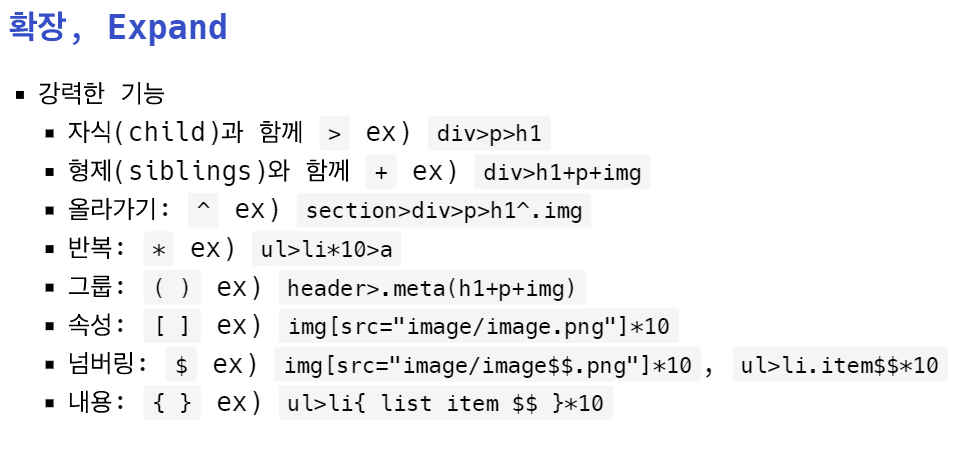 확장, Expand
강력한 기능
자식(child)과 함께 > ex) div>p>h1
형제(siblings)와 함께 + ex) div>h1+p+img
올라가기: ^ ex) section>div>p>h1^.img
반복: * ex) ul>li*10>a
그룹: ( ) ex) header>.meta(h1+p+img)
속성: [ ] ex) img[src="image/image.png"]*10
넘버링: $ ex) img[src="image/image$$.png"]*10 , ul>li.item$$*10
내용: { } ex) ul>li{ list item $$ }*10